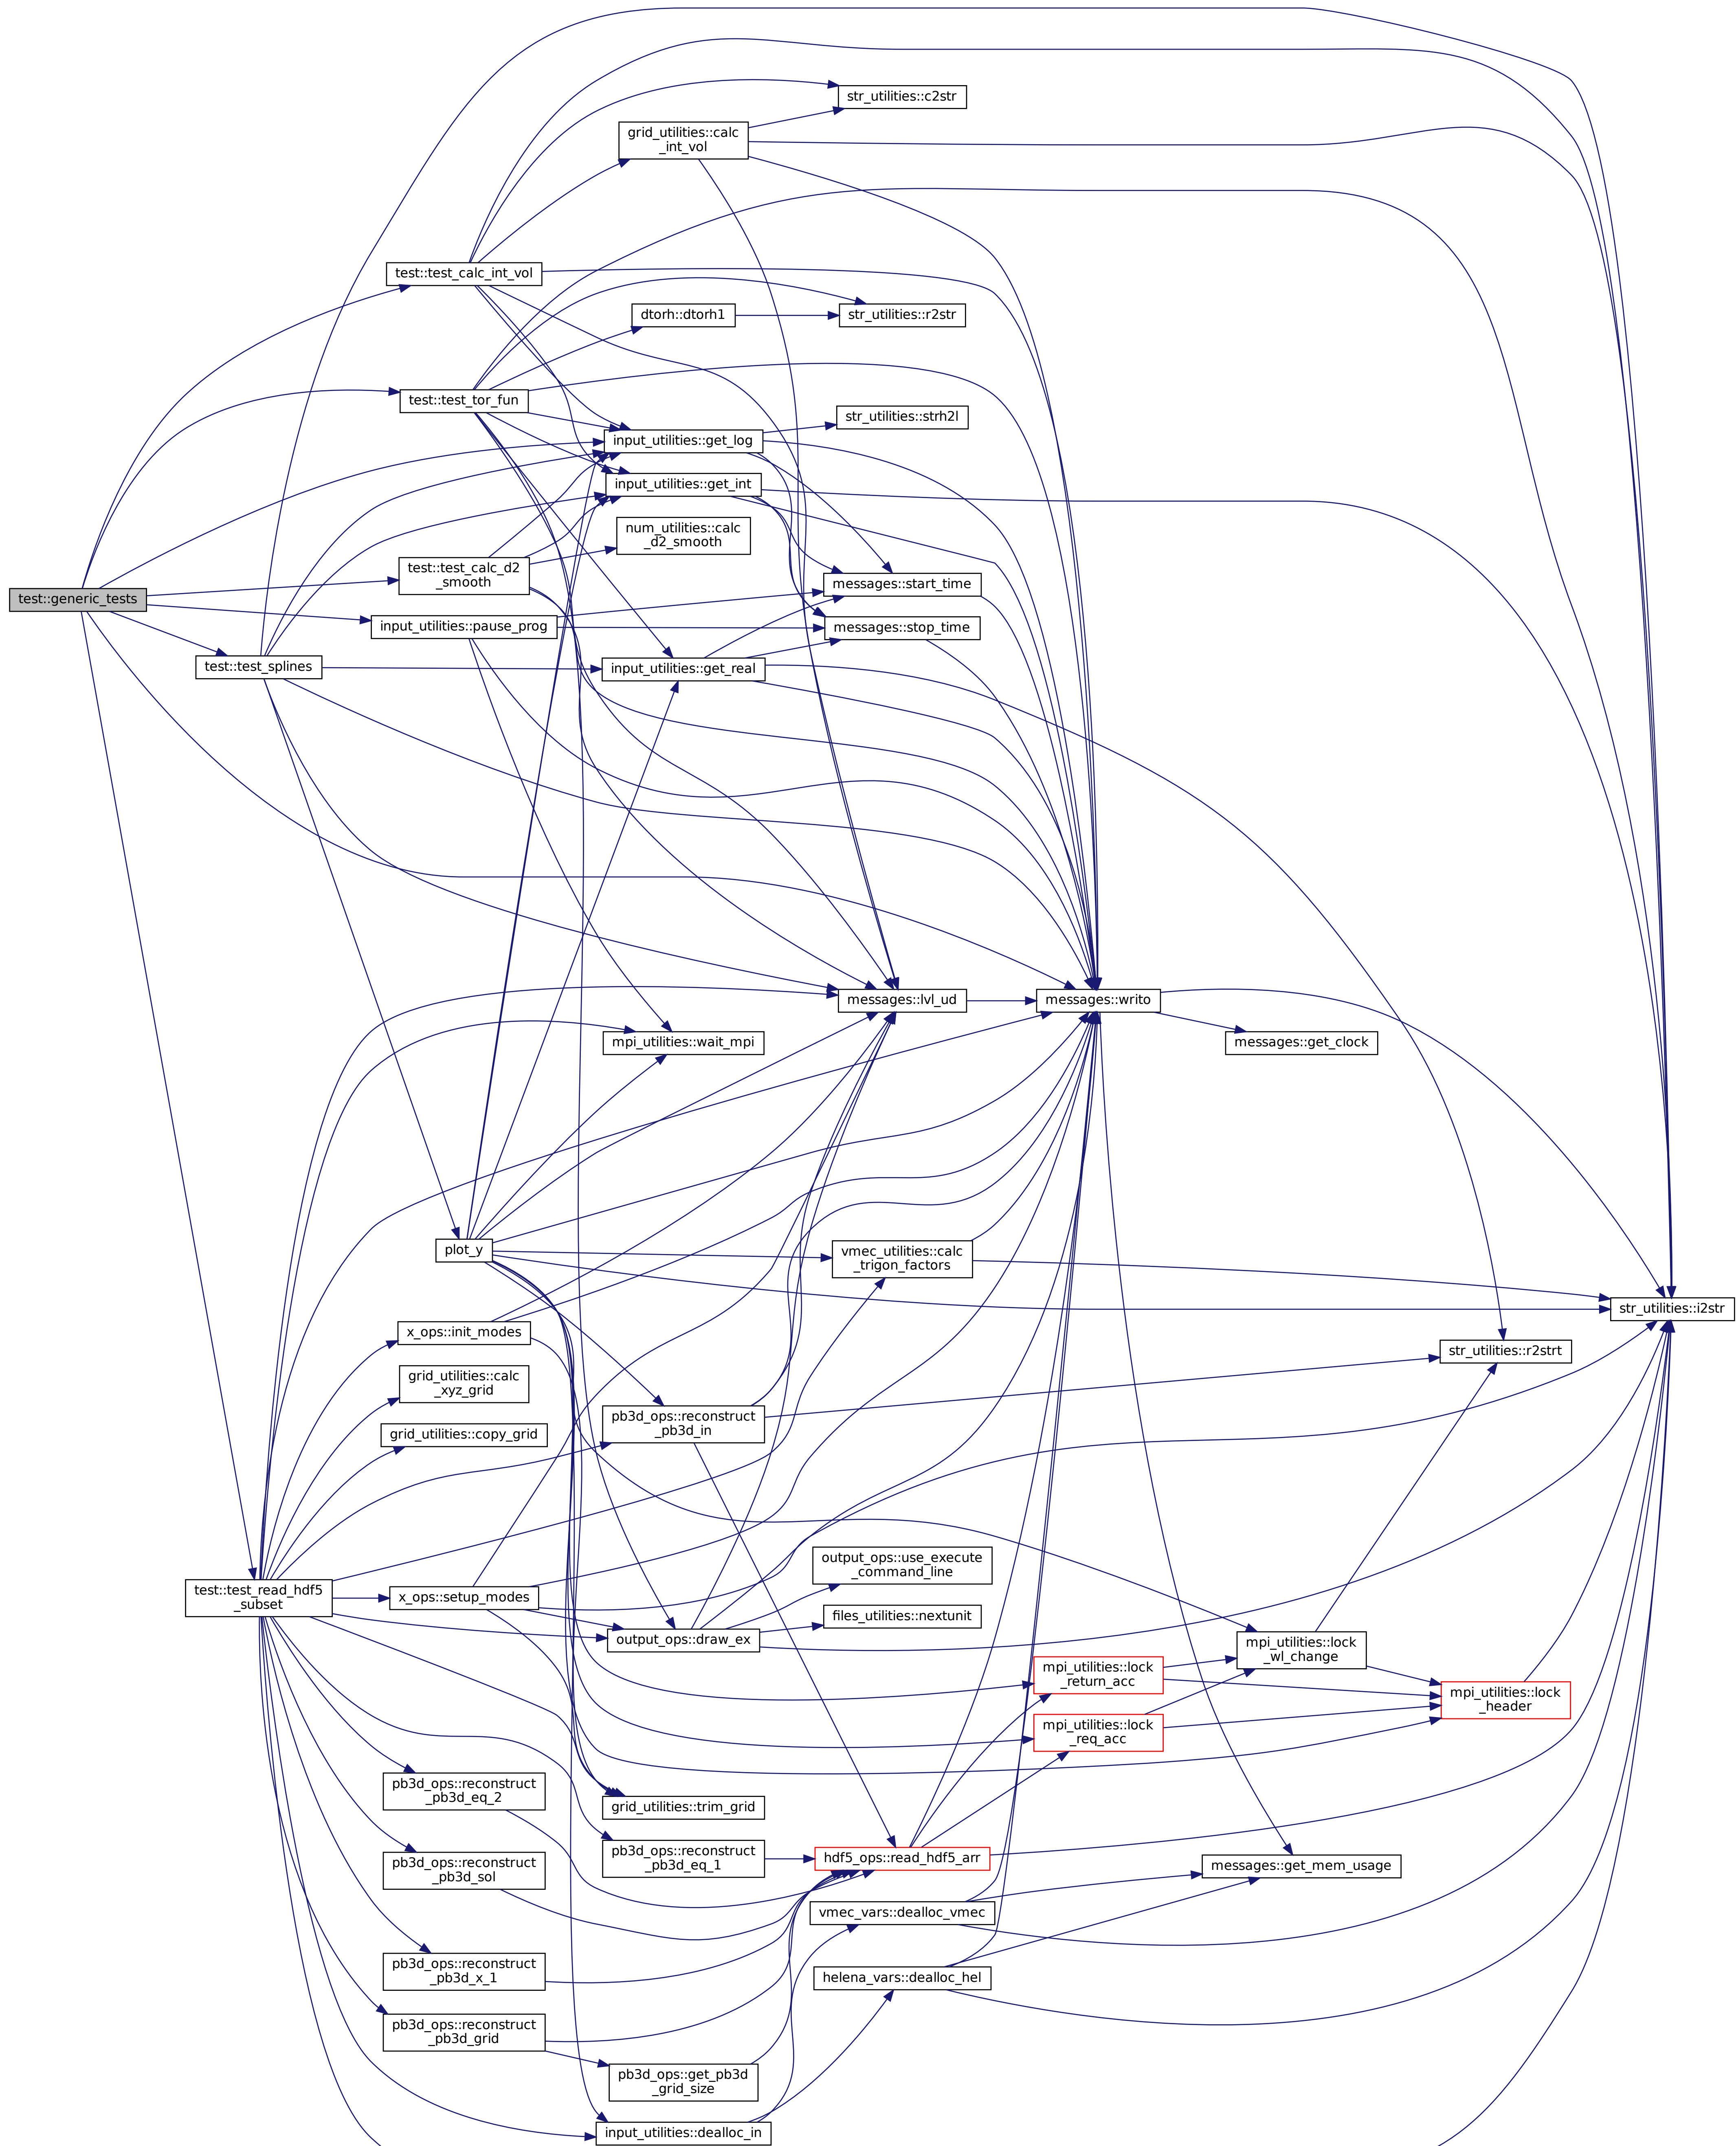 str_utilities::c2str
grid_utilities::calc
_int_vol
test::test_calc_int_vol
dtorh::dtorh1
str_utilities::r2str
test::test_tor_fun
str_utilities::strh2l
input_utilities::get_log
input_utilities::get_int
num_utilities::calc
_d2_smooth
test::test_calc_d2
_smooth
messages::start_time
test::generic_tests
input_utilities::pause_prog
messages::stop_time
test::test_splines
input_utilities::get_real
messages::lvl_ud
messages::writo
mpi_utilities::wait_mpi
messages::get_clock
plot_y
vmec_utilities::calc
_trigon_factors
str_utilities::i2str
x_ops::init_modes
str_utilities::r2strt
grid_utilities::calc
_xyz_grid
pb3d_ops::reconstruct
_pb3d_in
grid_utilities::copy_grid
output_ops::use_execute
_command_line
test::test_read_hdf5
_subset
x_ops::setup_modes
files_utilities::nextunit
output_ops::draw_ex
mpi_utilities::lock
_wl_change
mpi_utilities::lock
_return_acc
mpi_utilities::lock
_header
mpi_utilities::lock
_req_acc
pb3d_ops::reconstruct
_pb3d_eq_2
grid_utilities::trim_grid
pb3d_ops::reconstruct
_pb3d_eq_1
hdf5_ops::read_hdf5_arr
messages::get_mem_usage
pb3d_ops::reconstruct
_pb3d_sol
vmec_vars::dealloc_vmec
pb3d_ops::reconstruct
_pb3d_x_1
helena_vars::dealloc_hel
pb3d_ops::reconstruct
_pb3d_grid
pb3d_ops::get_pb3d
_grid_size
input_utilities::dealloc_in